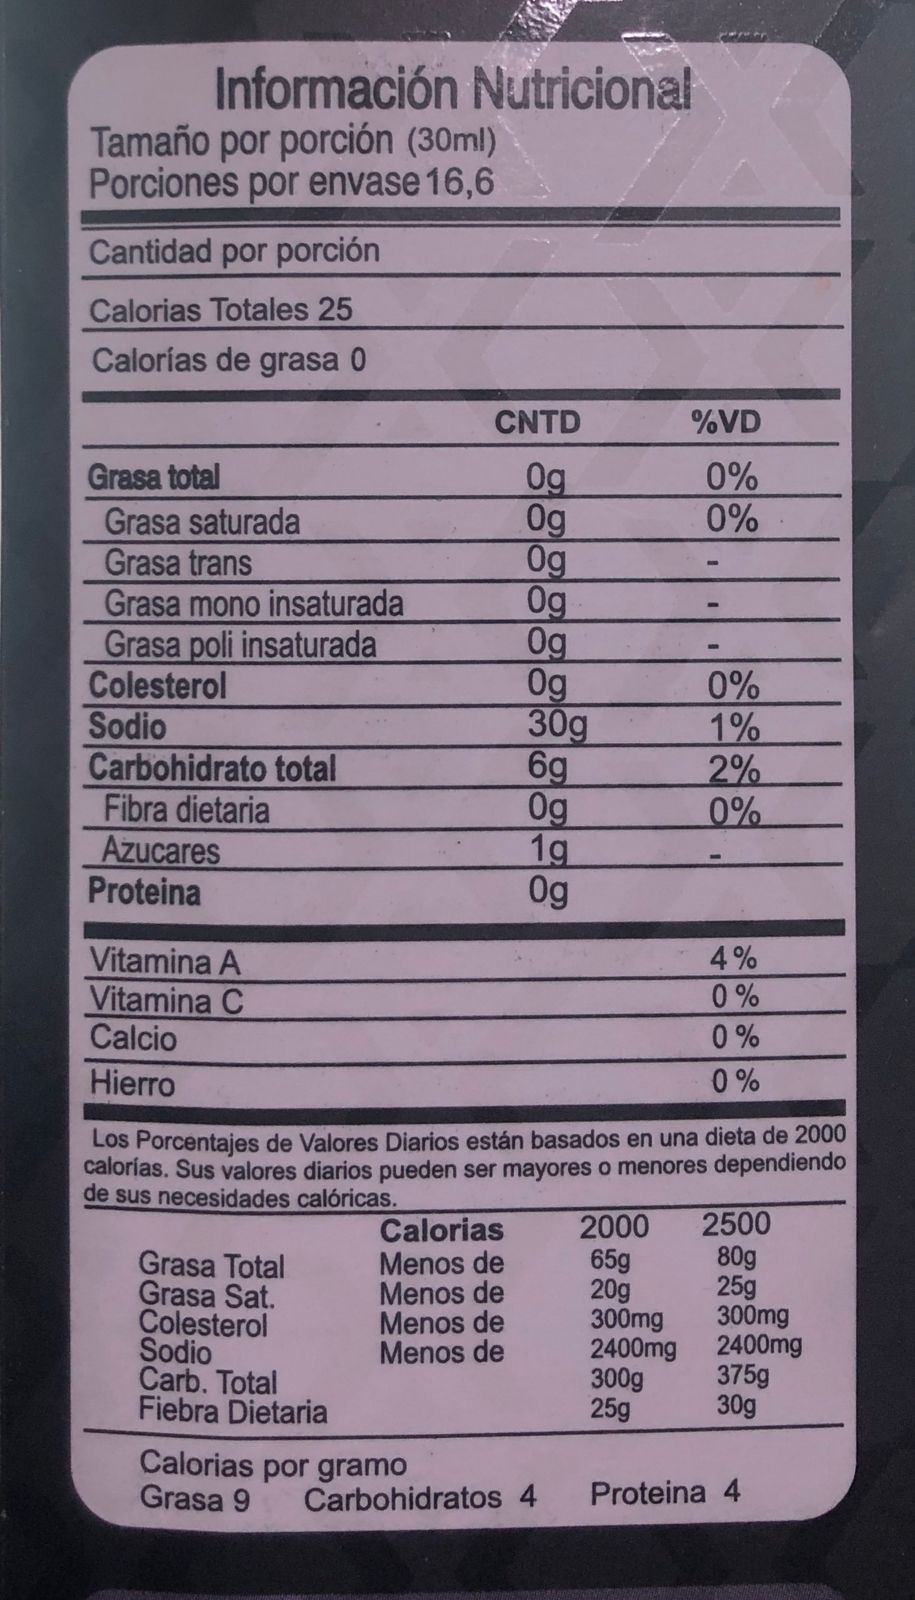 Información Nutricional
Tamaño por porción (30ml)
Porciones por envase 16,6
Cantidad por porción
Calorias Totales 25
Calorías de grasa 0
CNTD %VD
Grasa total 0g 0%
Grasa saturada 0g 0%
Grasa trans 0g -
Grasa mono insaturada 0g -
Grasa poli insaturada 0g -
Colesterol 0g 0%
Sodio 30g 1%
Carbohidrato total 6g 2%
Fibra dietaria 0g 0%
Azucares 1g -
Proteina 0g
Vitamina A 4%
Vitamina C 0%
Calcio 0%
Hierro 0%
Los Porcentajes de Valores Diarios están basados en una dieta de 2000
calorías. Sus valores diarios pueden ser mayores o menores dependiendo
de sus necesidades calóricas.
Calorias 2000 2500
Grasa Total Menos de 65g 80g
Grasa Sat. Menos de 20g 25g
Colesterol Menos de 300mg 300mg
Sodio Menos de 2400mg 2400mg
Carb. Total 300g 375g
Fiebra Dietaria 25g 30g
Calorias por gramo
Grasa 9 Carbohidratos 4 Proteina 4